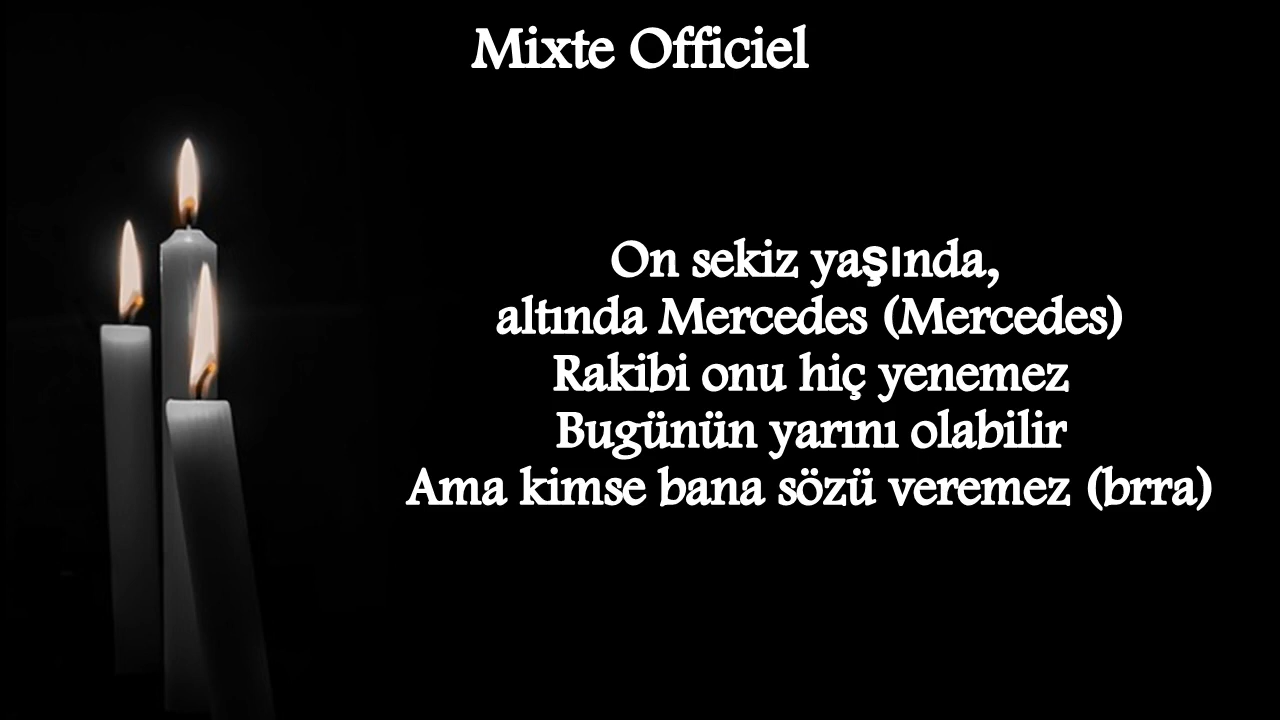 Mixte Officiel
On sekiz yaşında,
altında Mercedes (Mercedes)
Rakibi onu hiç yenemez
Bugünün yarını olabilir
Ama kimse bana sözü veremez (brra)